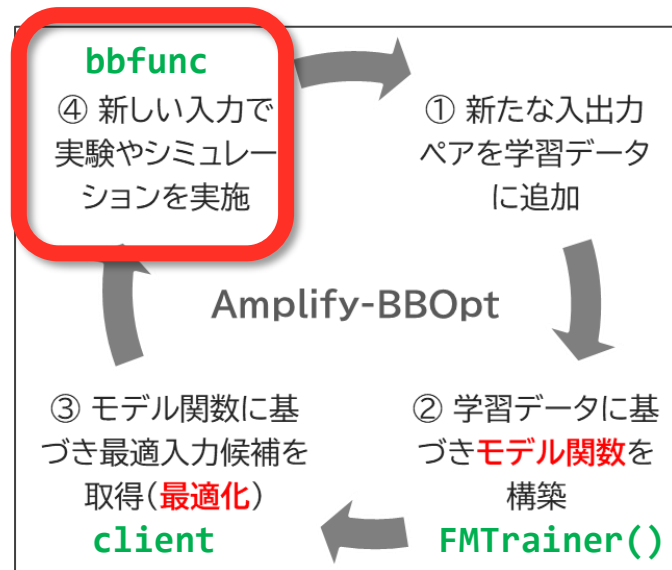 bbfunc
④ 新しい入力で
実験やシミュレー
ションを実施
① 新たな入出力
ペアを学習データ
に追加
Amplify-BBOpt
③ モデル関数に基
づき最適入力候補を
取得(最適化)
client
② 学習データに基
づきモデル関数を
構築
FMTrainer()